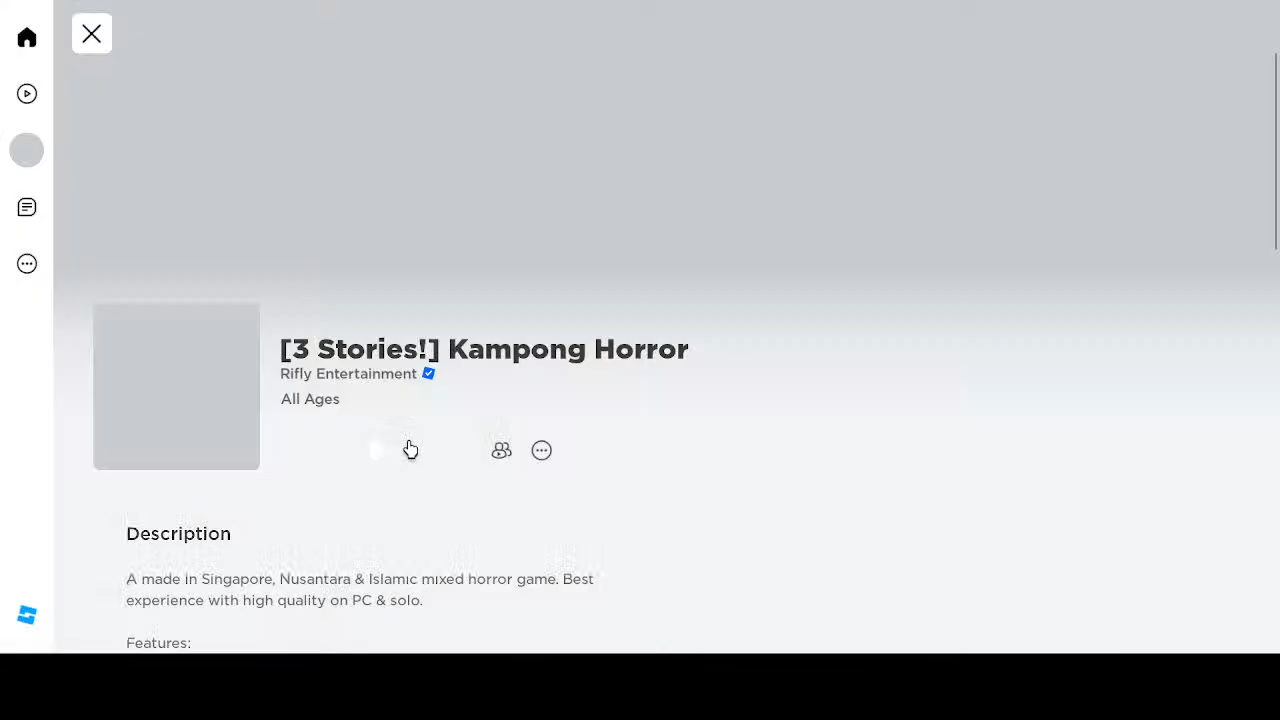 [3 Stories!] Kampong Horror
Rifly Entertainment
All Ages
Description
A made in Singapore, Nusantara & Islamic mixed horror game. Best
experience with high quality on PC & solo.
Features: